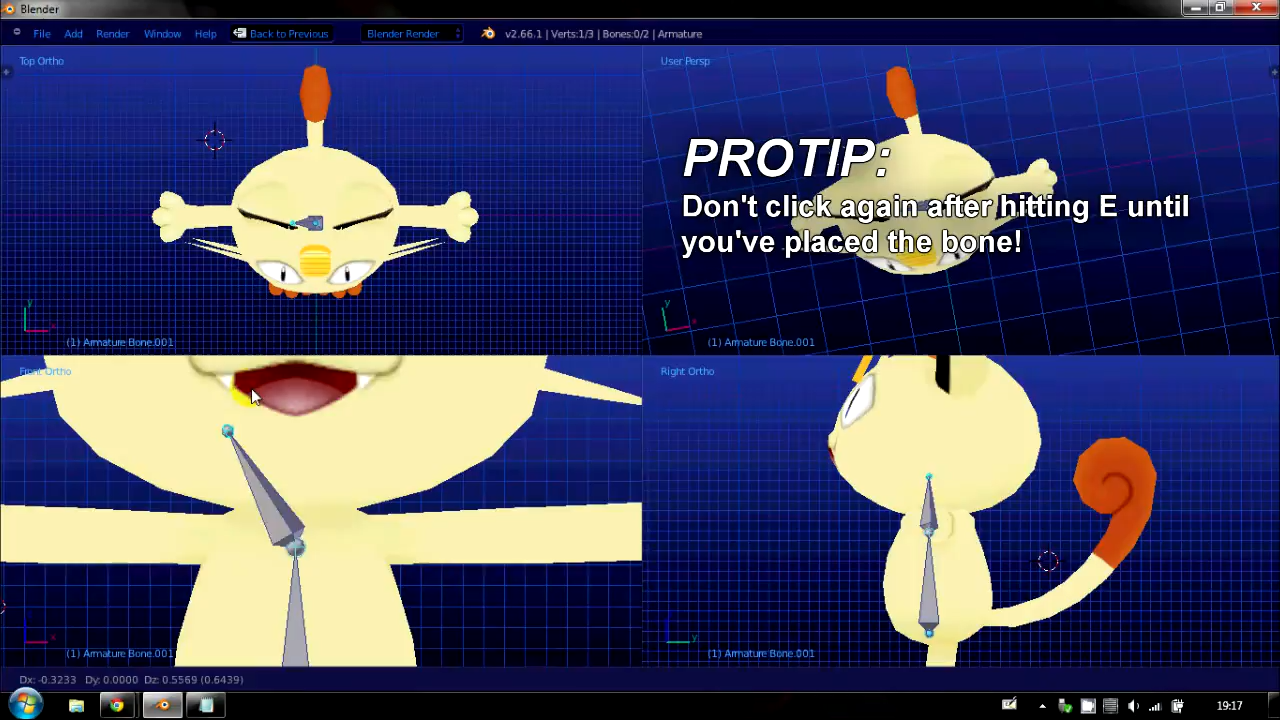 Blender
File Add Render Window Help Back to Previous Blender Render v2.66.1 | Verts:1/3 | Bones:0/2 | Armature
Top Ortho
y
x
(1) Armature Bone.001
User Persp
PROTIP:
Don't click again after hitting E until
you've placed the bone!
y
x
(1) Armature Bone.001
Front Ortho
x
(1) Armature Bone.001
Right Ortho
y
(1) Armature Bone.001
Dx: -0.3233 Dy: 0.0000 Dz: 0.5569 (0.6439)
19:17